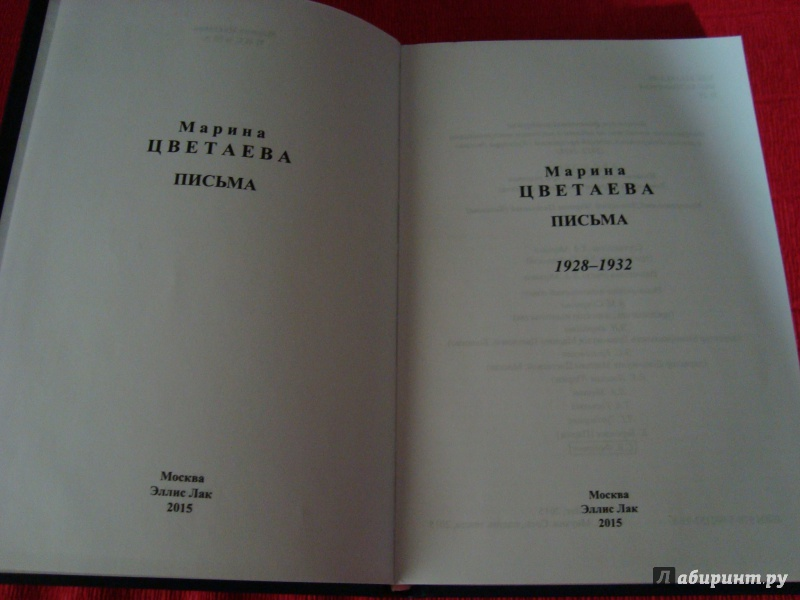 Марина
ЦВЕТАЕВА
ПИСЬМА
Москва
Эллис Лак
2015
Марина
ЦВЕТАЕВА
ПИСЬМА
1928–1932
Москва
Эллис Лак
2015
Лабиринт.ру